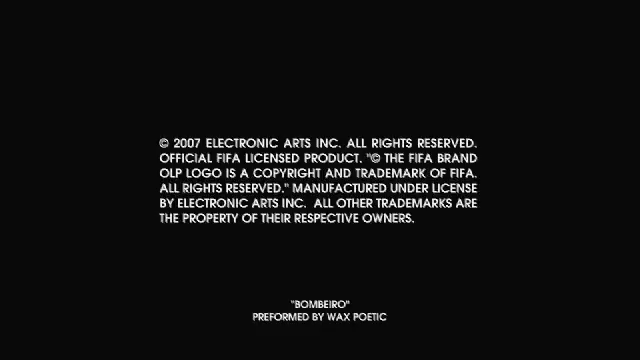 © 2007 ELECTRONIC ARTS INC. ALL RIGHTS RESERVED.
OFFICIAL FIFA LICENSED PRODUCT. "© THE FIFA BRAND
OLP LOGO IS A COPYRIGHT AND TRADEMARK OF FIFA.
ALL RIGHTS RESERVED." MANUFACTURED UNDER LICENSE
BY ELECTRONIC ARTS INC. ALL OTHER TRADEMARKS ARE
THE PROPERTY OF THEIR RESPECTIVE OWNERS.
"BOMBEIRO"
PREFORMED BY WAX POETIC